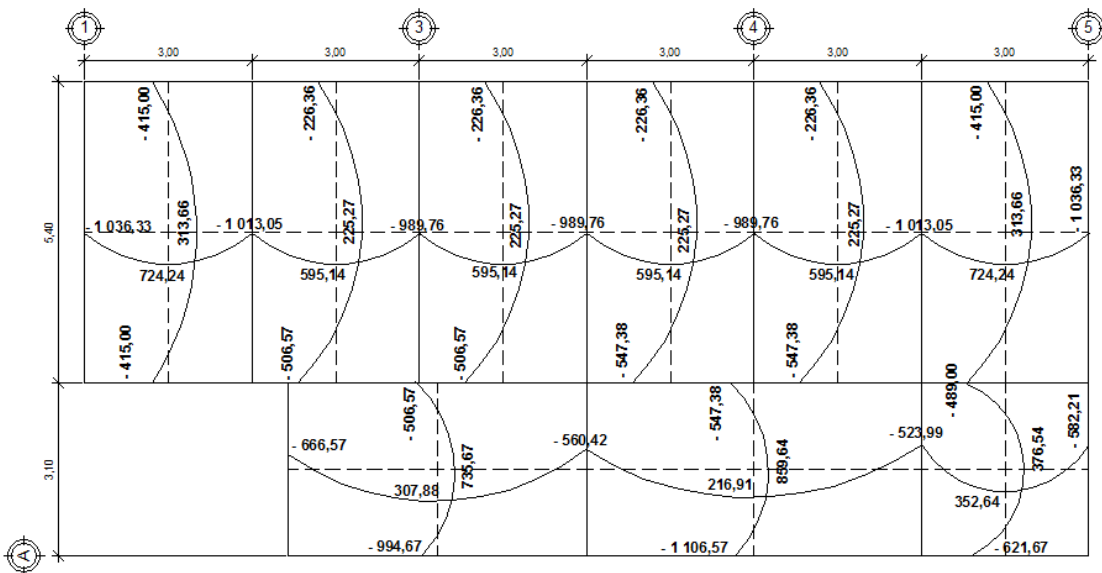 1 3 4 5
3,00 3,00 3,00 3,00 3,00 3,00
- 415,00 - 226,36 - 226,36 - 226,36 - 226,36 - 415,00
- 1 036,33
5,40
- 1 036,33 313,66 - 1 013,05 225,27 - 989,76 225,27 - 989,76 225,27 - 989,76 225,27 - 1 013,05 313,66
724,24 595,14 595,14 595,14 595,14 724,24
- 415,00 - 506,57 - 506,57 - 547,38 - 547,38
- 506,57 - 547,38 - 489,00 - 582,21
3,10
- 666,57 735,67 - 560,42 859,64 - 523,99 376,54
307,88 216,91 352,64
- 994,67 - 1 106,57 - 621,67
A